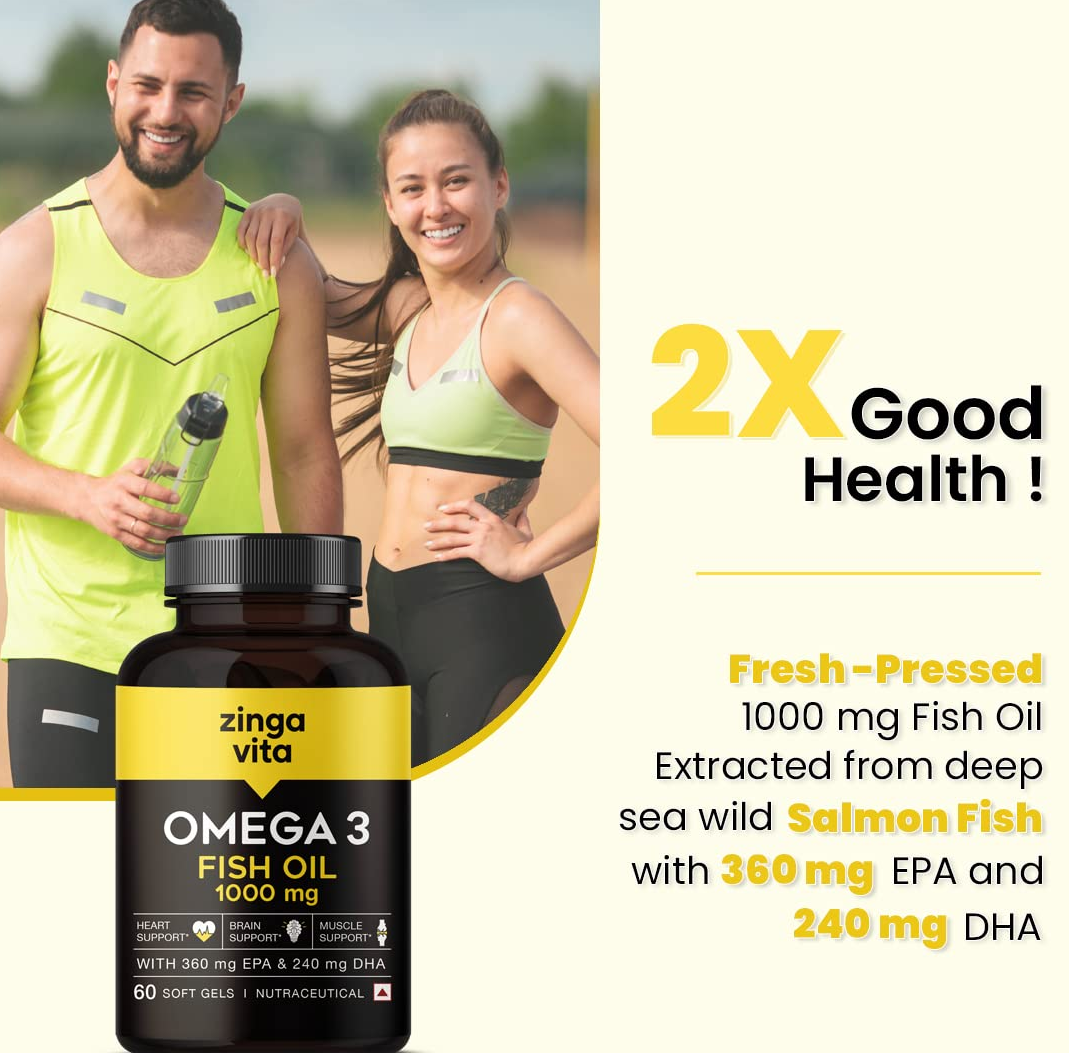 2X Good
Health !
Fresh-Pressed
1000 mg Fish Oil
Extracted from deep
sea wild Salmon Fish
with 360 mg EPA and
240 mg DHA
zinga
vita
OMEGA 3
FISH OIL
1000 mg
HEART SUPPORT* BRAIN SUPPORT* MUSCLE SUPPORT*
WITH 360 mg EPA & 240 mg DHA
60 SOFT GELS I NUTRACEUTICAL